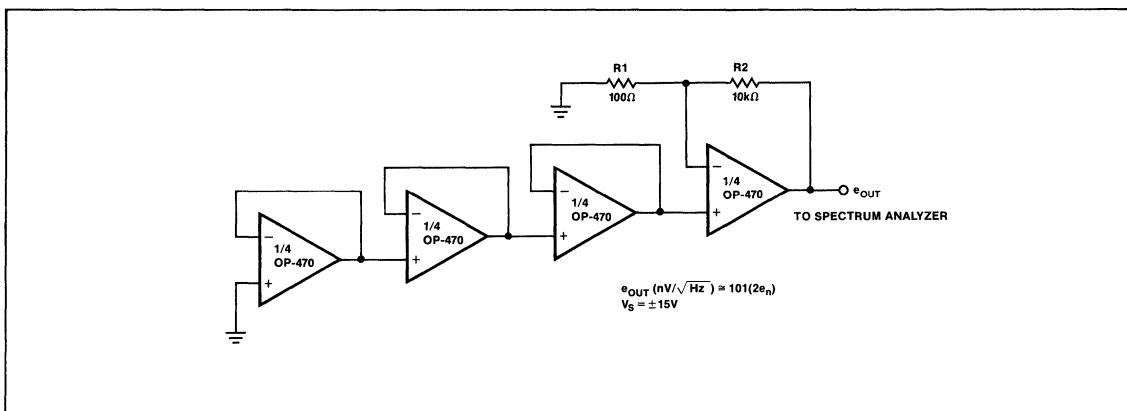 R1
100Ω
R2
10kΩ
−
1/4
OP-470
+
−
1/4
OP-470
+
−
1/4
OP-470
+
−
1/4
OP-470
+
eOUT
TO SPECTRUM ANALYZER
eOUT (nV/√Hz) ≅ 101(2en)
VS = ±15V